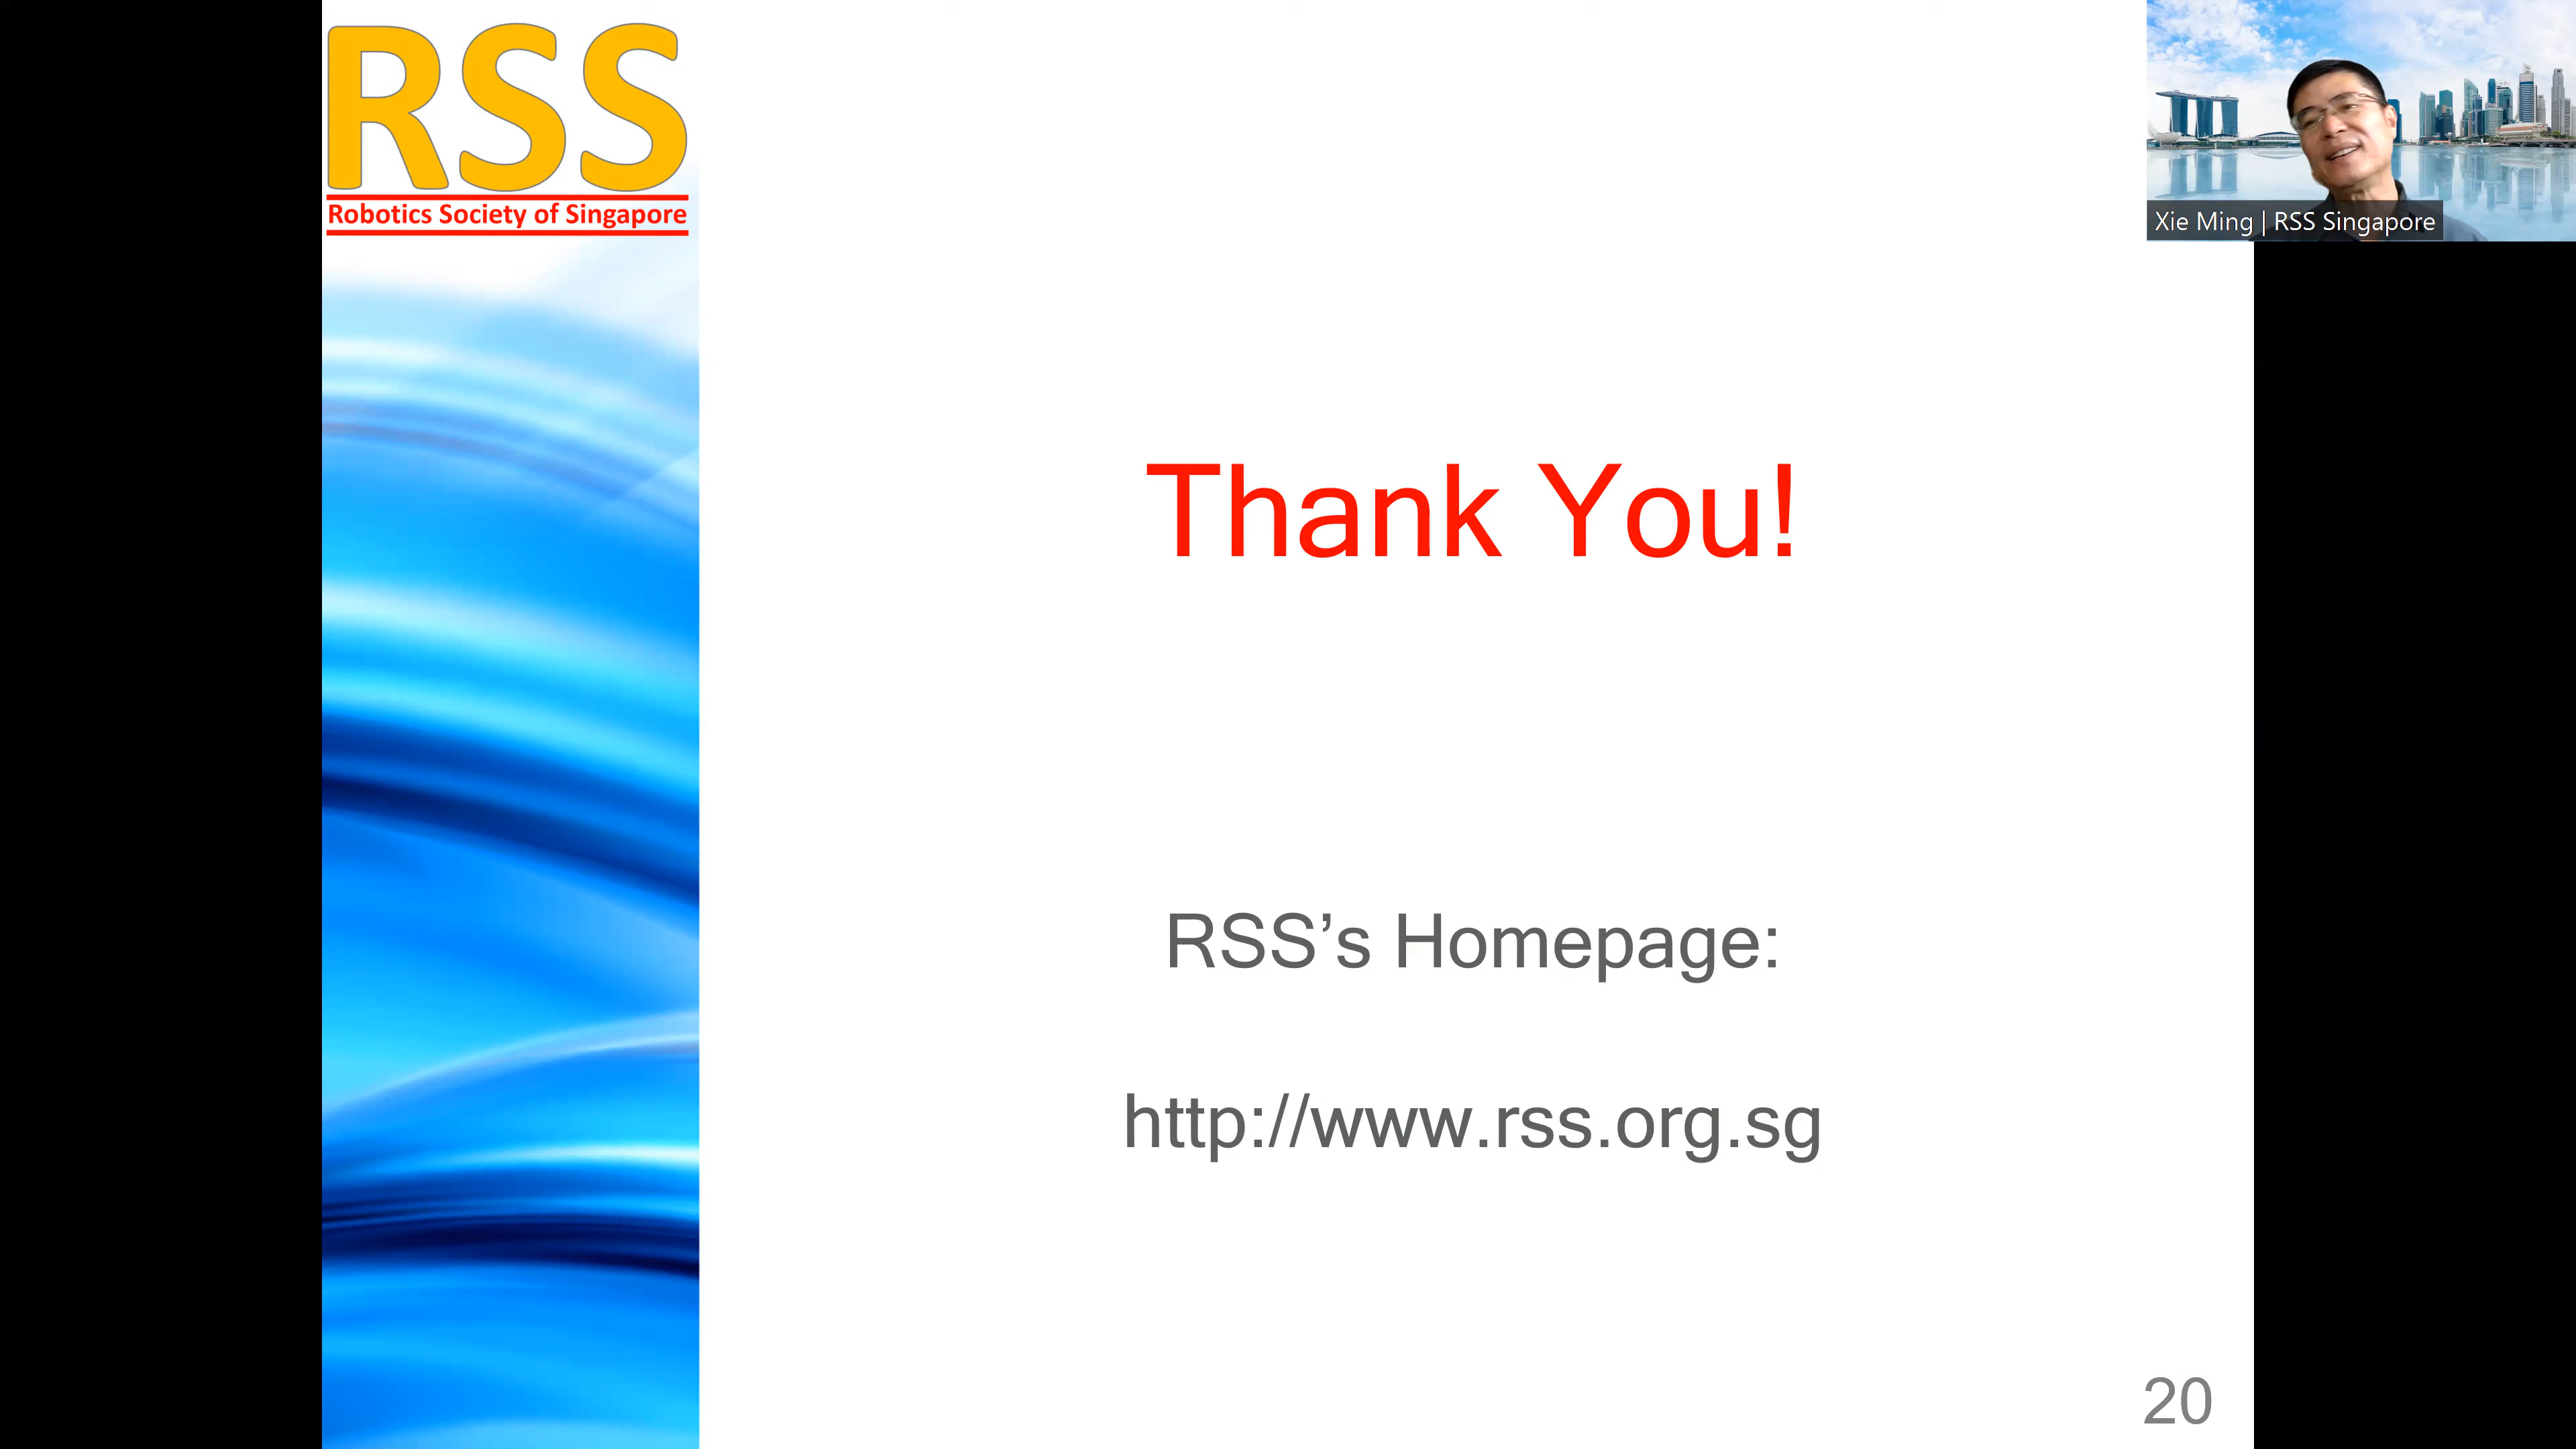 RSS
Robotics Society of Singapore
Xie Ming | RSS Singapore
Thank You!
RSS’s Homepage:
http://www.rss.org.sg
20